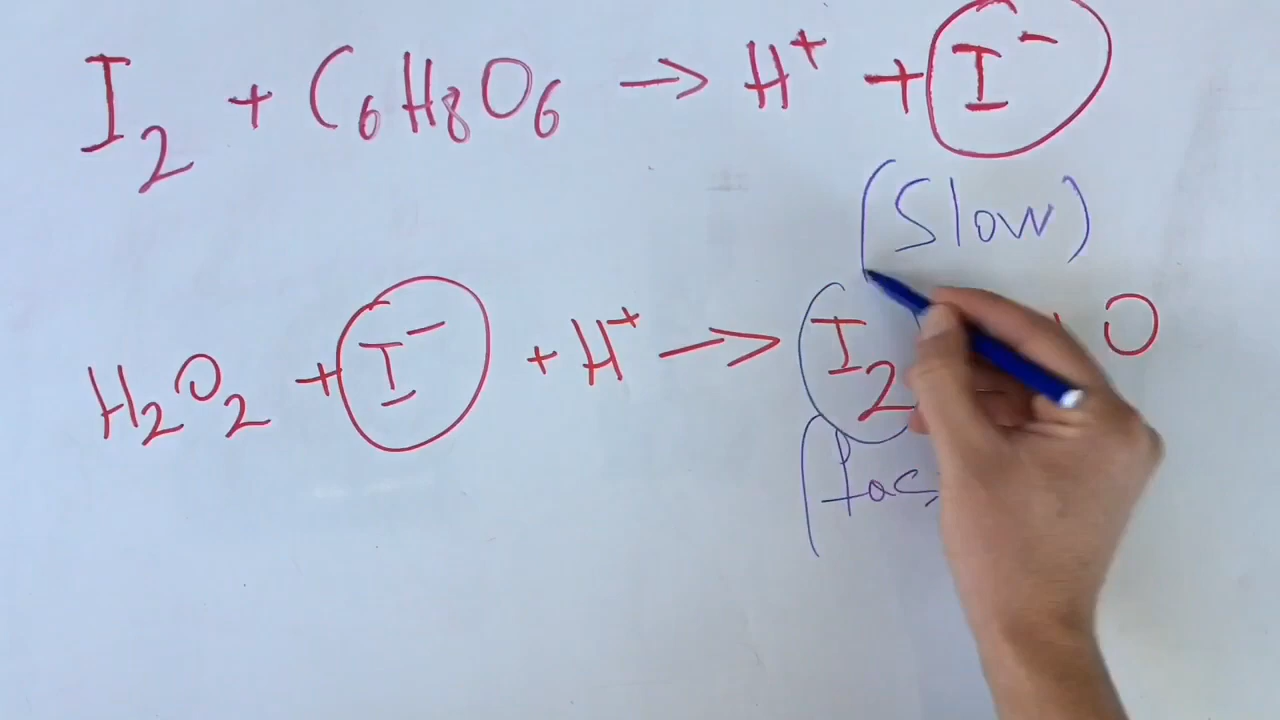 I₂ + C₆H₈O₆ → H⁺ + I⁻
(Slow)
H₂O₂ + I⁻ + H⁺ → I₂ O